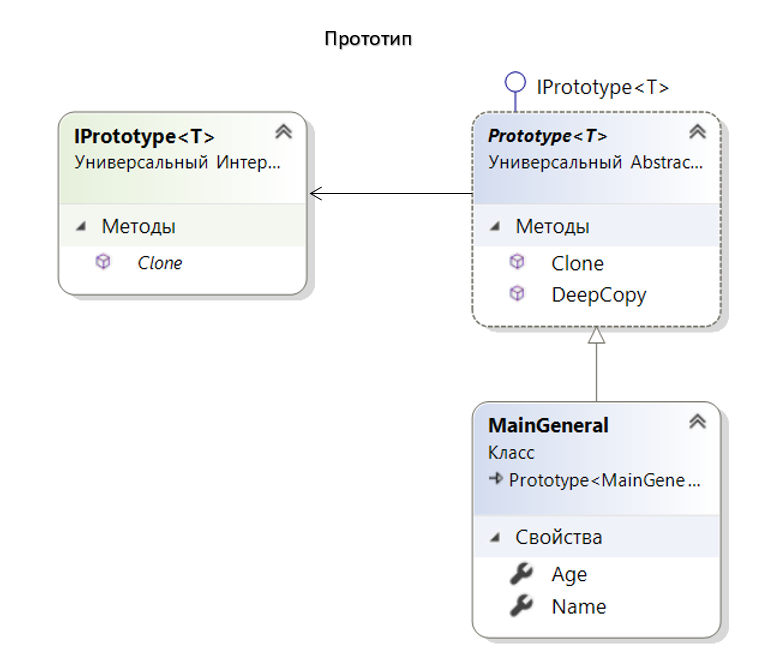 Прототип
IPrototype<T>
IPrototype<T>
Универсальный Интер...
Методы
Clone
Prototype<T>
Универсальный Abstrac...
Методы
Clone
DeepCopy
MainGeneral
Класс
Prototype<MainGene...
Свойства
Age
Name